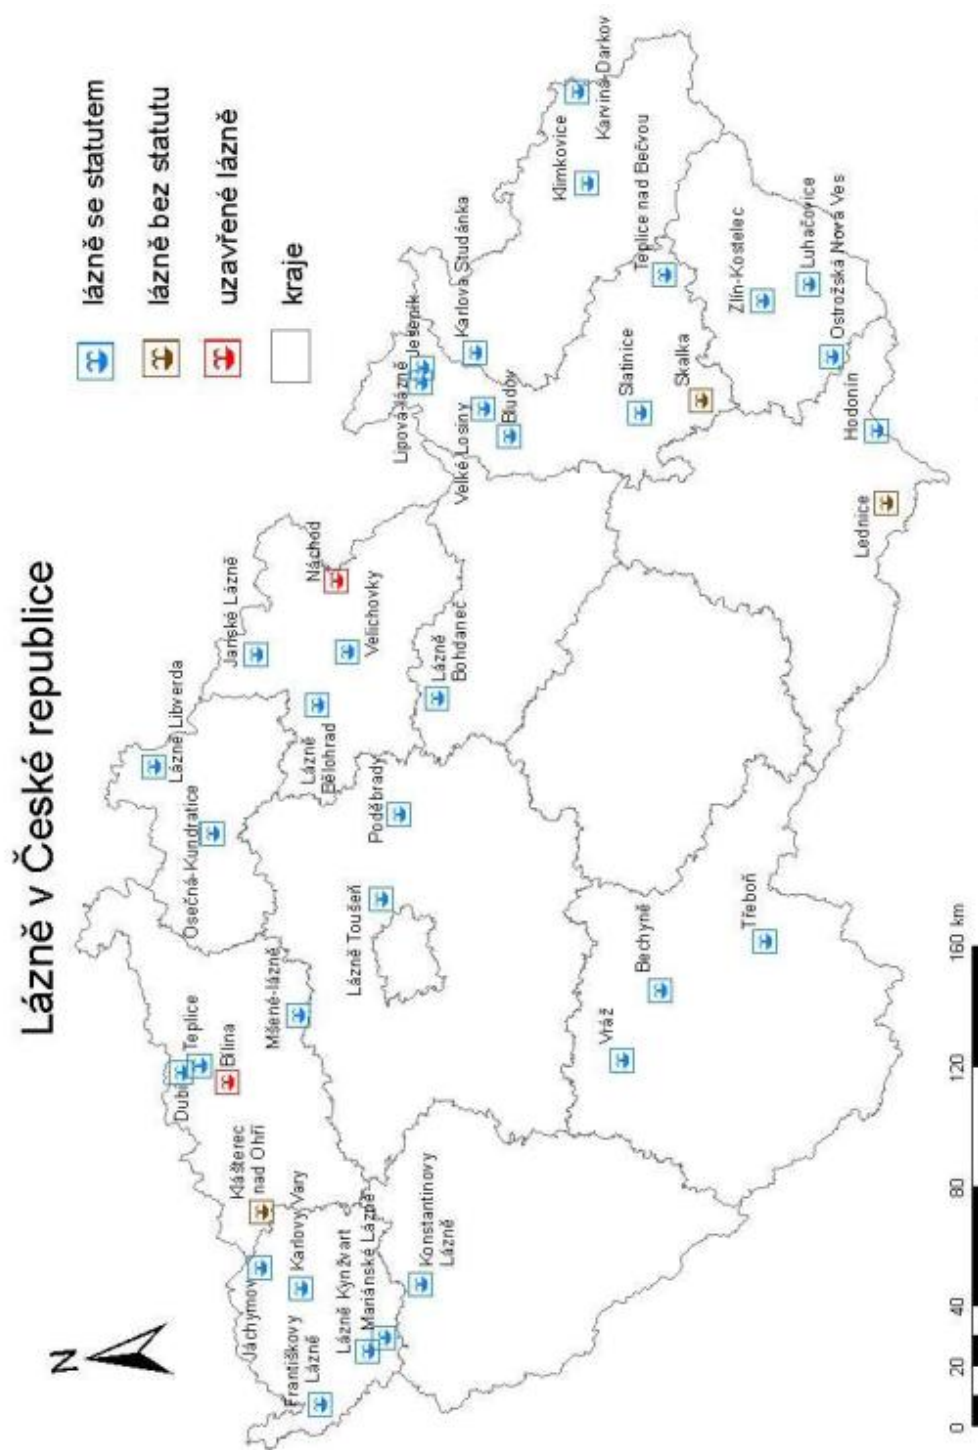 Lázně v České republice
lázně se statutem
lázně bez statutu
uzavřené lázně
kraje
N
Lázně Libverda
Osečná-Kundratice
Janské Lázně
Dubí
Teplice
Bílina
Klášterec
nad Ohří
Jáchymov
Karlovy Vary
Františkovy
Lázně
Lázně Kynžvart
Mariánské Lázně
Konstantinovy
Lázně
Mšené-lázně
Lázně Toušeň
Poděbrady
Lázně
Bělohrad
Náchod
Velichovky
Lázně
Bohdaneč
Lipová-lázně
Jeseník
Karlova Studánka
Velké Losiny
Bludov
Klimkovice
Karviná-Darkov
Teplice nad Bečvou
Slatinice
Skalka
Zlín-Kostelec
Luhačovice
Ostrožská Nová Ves
Hodonín
Lednice
Vráž
Bechyně
Třeboň
0 20 40 80 120 160 km